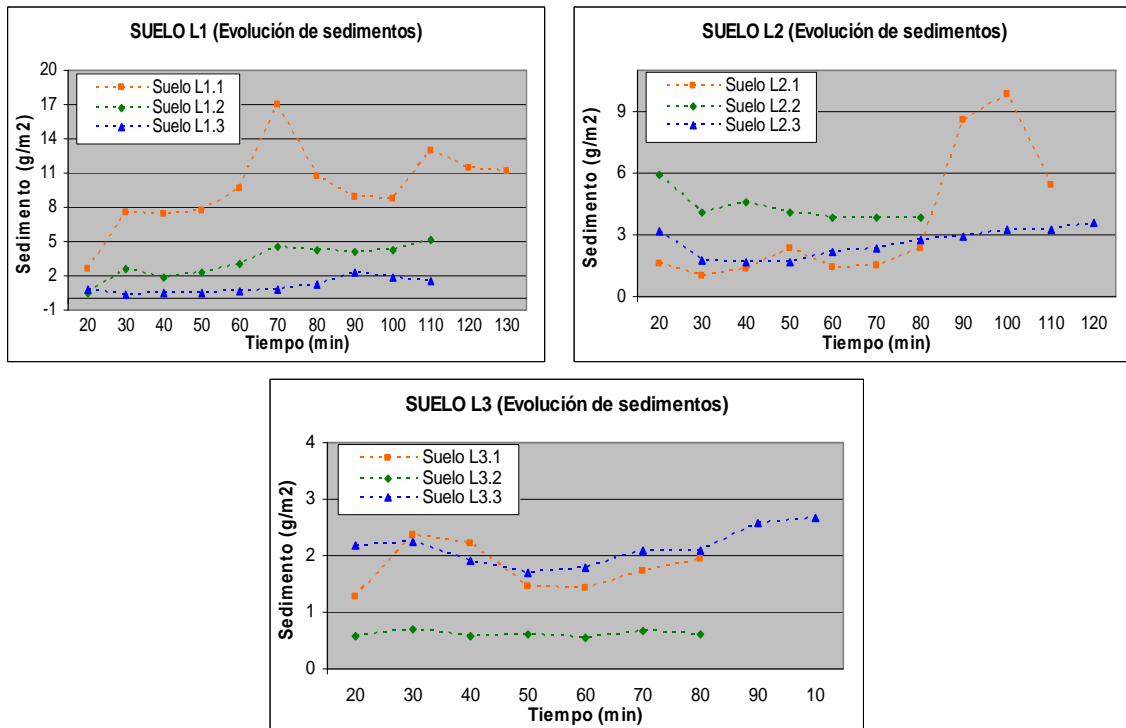 SUELO L1 (Evolución de sedimentos)
20
17
14
11
8
5
2
-1
Sedimento (g/m2)
Suelo L1.1
Suelo L1.2
Suelo L1.3
20 30 40 50 60 70 80 90 100 110 120 130
Tiempo (min)
SUELO L2 (Evolución de sedimentos)
9
6
3
0
Sedimento (g/m2)
Suelo L2.1
Suelo L2.2
Suelo L2.3
20 30 40 50 60 70 80 90 100 110 120
Tiempo (min)
SUELO L3 (Evolución de sedimentos)
4
3
2
1
0
Sedimento (g/m2)
Suelo L3.1
Suelo L3.2
Suelo L3.3
20 30 40 50 60 70 80 90 10
Tiempo (min)